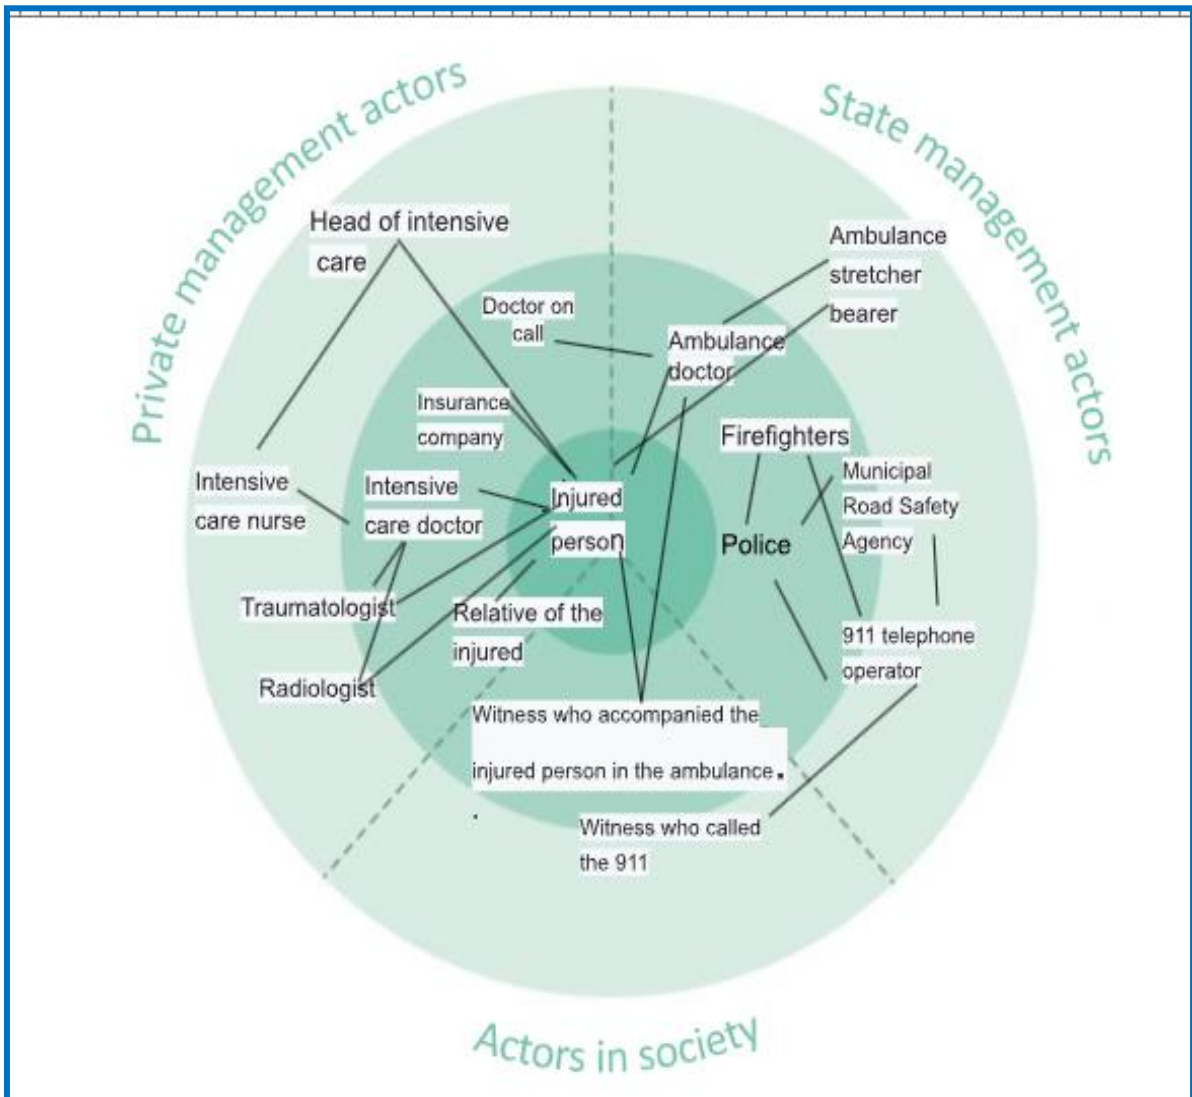 Private management actors
State management actors
Head of intensive
care
Ambulance
stretcher
bearer
Doctor on
call
Ambulance
doctor
Insurance
company
Firefighters
Municipal
Road Safety
Agency
Intensive
care nurse
Intensive
care doctor
Injured
person
Police
Traumatologist
Relative of the
injured
911 telephone
operator
Radiologist
Witness who accompanied the
injured person in the ambulance.
.
Witness who called
the 911
Actors in society